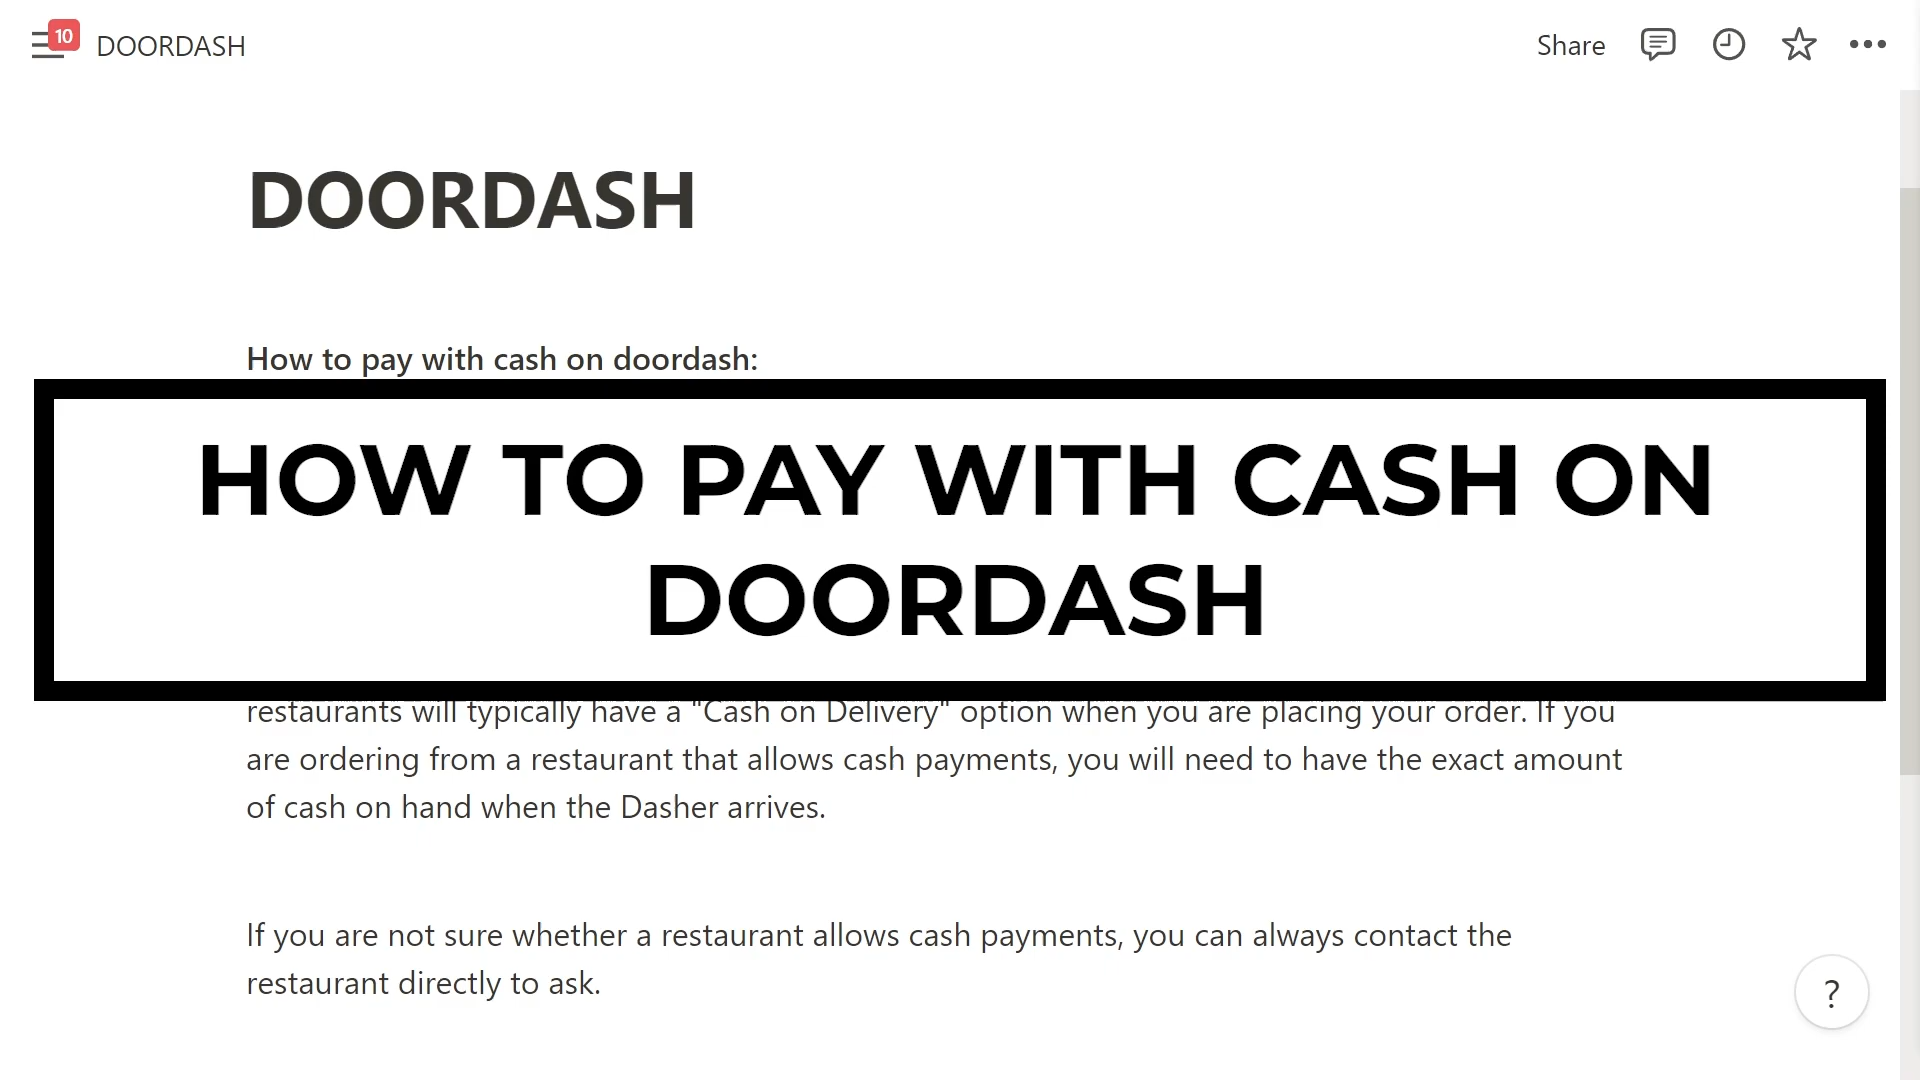 10
DOORDASH
Share
DOORDASH
How to pay with cash on doordash:
HOW TO PAY WITH CASH ON
DOORDASH
restaurants will typically have a "Cash on Delivery" option when you are placing your order. If you
are ordering from a restaurant that allows cash payments, you will need to have the exact amount
of cash on hand when the Dasher arrives.
If you are not sure whether a restaurant allows cash payments, you can always contact the
restaurant directly to ask.
?